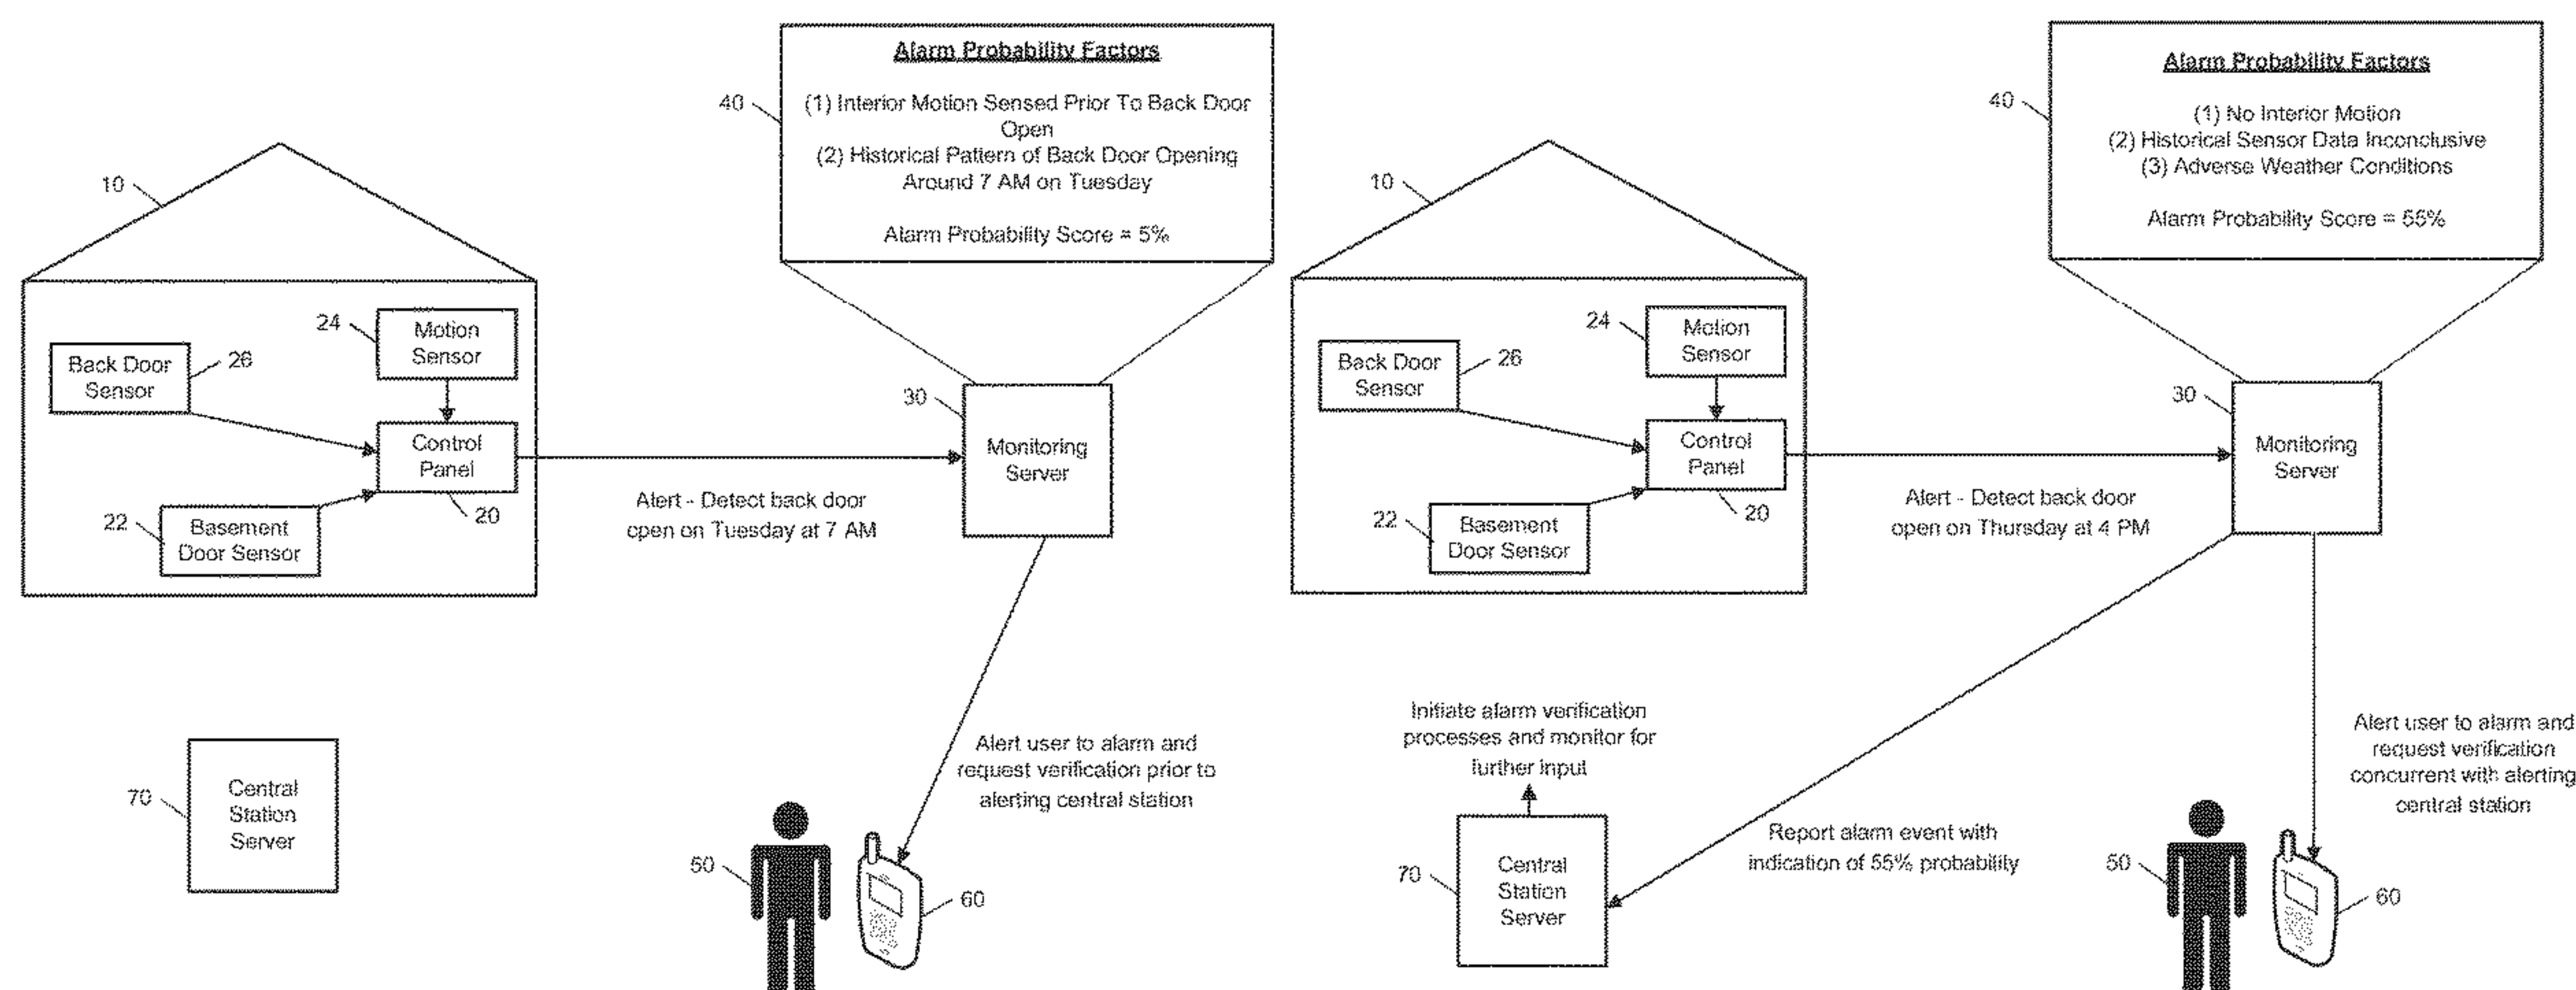 Alarm Probability Factors
(1) Interior Motion Sensed Prior To Back Door
Open
(2) Historical Pattern of Back Door Opening
Around 7 AM on Tuesday
Alarm Probability Score = 5%
40
10
24
Motion
Sensor
Back Door
Sensor
26
Control
Panel
20
22
Basement
Door Sensor
30
Monitoring
Server
Alert - Detect back door
open on Tuesday at 7 AM
Alert user to alarm and
request verification prior to
alerting central station
70
Central
Station
Server
50
60
Alarm Probability Factors
(1) No Interior Motion
(2) Historical Sensor Data Inconclusive
(3) Adverse Weather Conditions
Alarm Probability Score = 55%
40
10
24
Motion
Sensor
Back Door
Sensor
26
Control
Panel
20
22
Basement
Door Sensor
30
Monitoring
Server
Alert - Detect back door
open on Thursday at 4 PM
Initiate alarm verification
processes and monitor for
further input
Alert user to alarm and
request verification
concurrent with alerting
central station
Report alarm event with
indication of 55% probability
70
Central
Station
Server
50
60